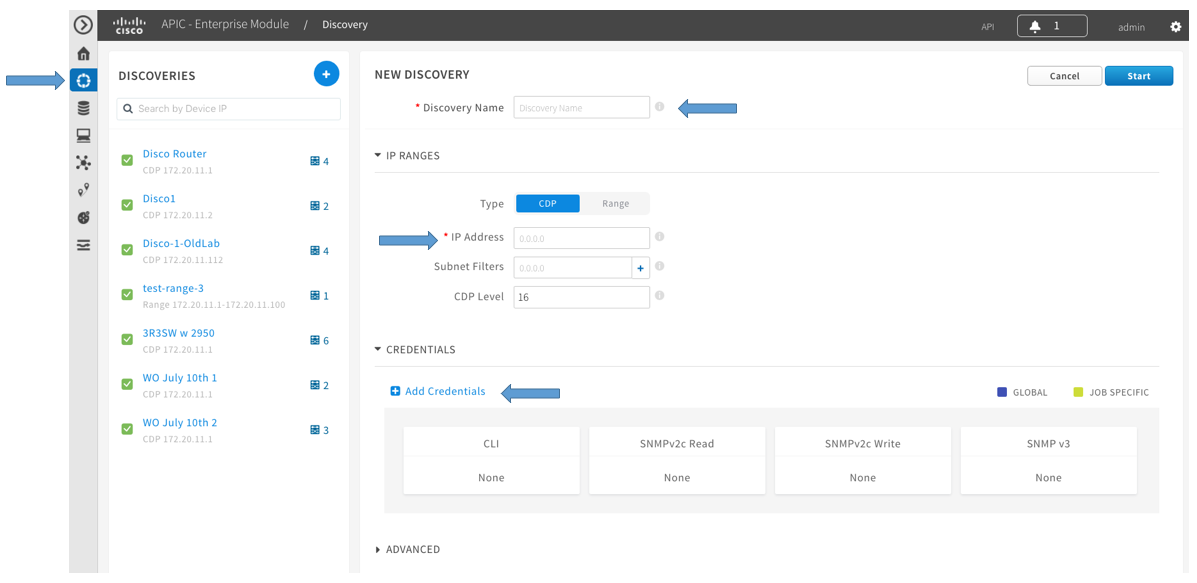 CISCO
APIC - Enterprise Module / Discovery
API
1
admin
DISCOVERIES
+
Search by Device IP
Disco Router
CDP 172.20.11.1
4
Disco1
CDP 172.20.11.2
2
Disco-1-OldLab
CDP 172.20.11.112
4
test-range-3
Range 172.20.11.1-172.20.11.100
1
3R3SW w 2950
CDP 172.20.11.1
6
WO July 10th 1
CDP 172.20.11.1
2
WO July 10th 2
CDP 172.20.11.1
3
NEW DISCOVERY
Cancel
Start
* Discovery Name
Discovery Name
IP RANGES
Type
CDP
Range
* IP Address
0.0.0.0
Subnet Filters
0.0.0.0
+
CDP Level
16
CREDENTIALS
Add Credentials
GLOBAL
JOB SPECIFIC
CLI
None
SNMPv2c Read
None
SNMPv2c Write
None
SNMP v3
None
ADVANCED